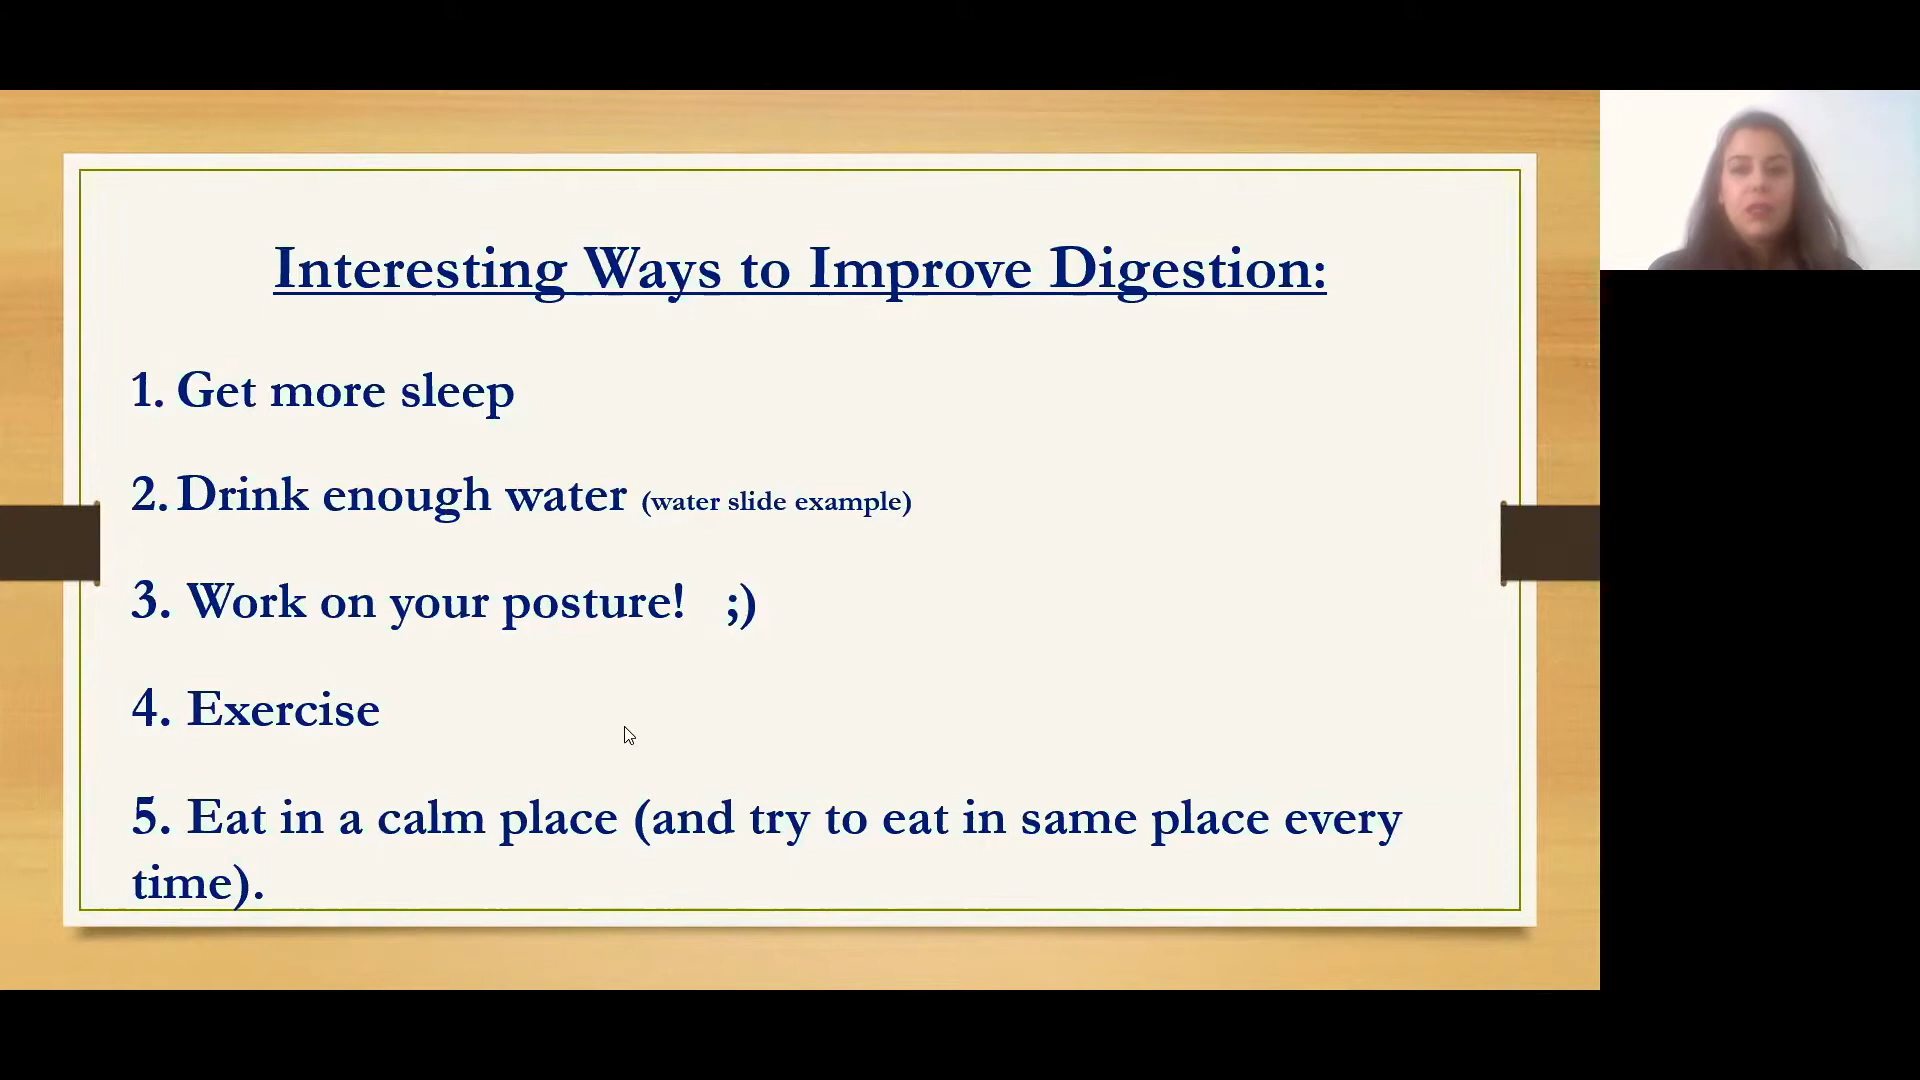 Interesting Ways to Improve Digestion:
1. Get more sleep
2. Drink enough water (water slide example)
3. Work on your posture! ;)
4. Exercise
5. Eat in a calm place (and try to eat in same place every
time).